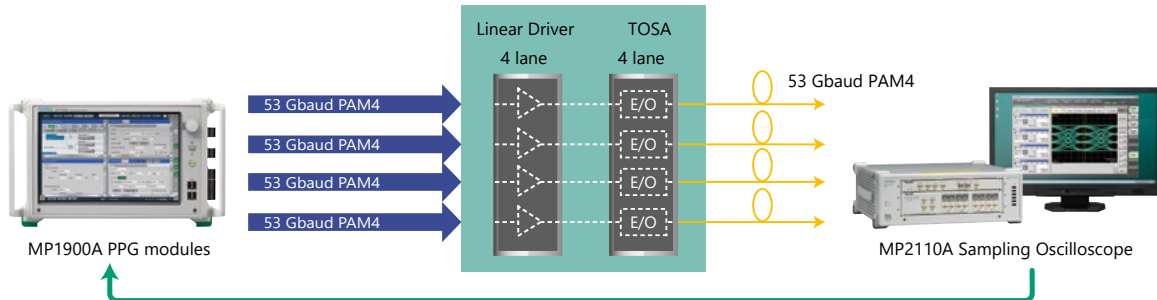 Linear Driver
TOSA
4 lane
4 lane
53 Gbaud PAM4
53 Gbaud PAM4
53 Gbaud PAM4
53 Gbaud PAM4
E/O
E/O
E/O
E/O
53 Gbaud PAM4
MP1900A PPG modules
MP2110A Sampling Oscilloscope